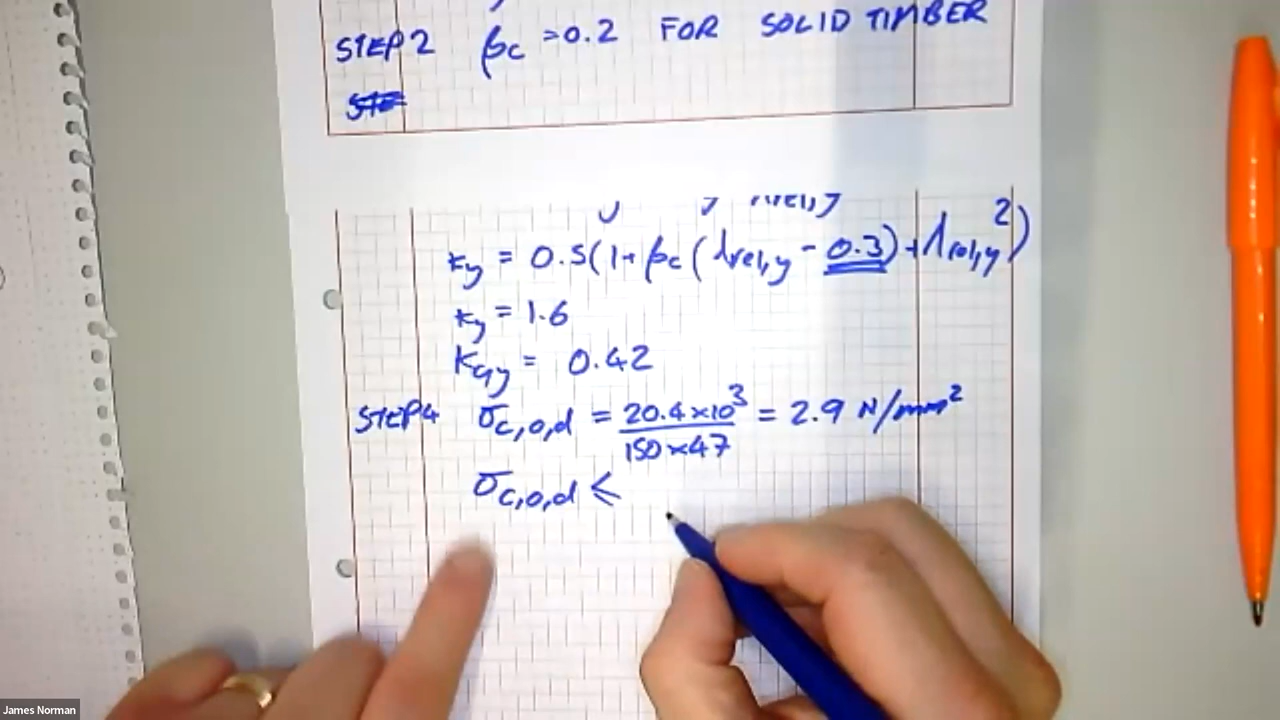 STEP 2 βc = 0.2 FOR SOLID TIMBER
ky = 0.5(1+ βc (λrel,y - 0.3) + λrel,y²)
ky = 1.6
kc,y = 0.42
STEP 4 σc,0,d = 20.4×10³ / 150×47 = 2.9 N/mm²
σc,0,d ≤
James Norman